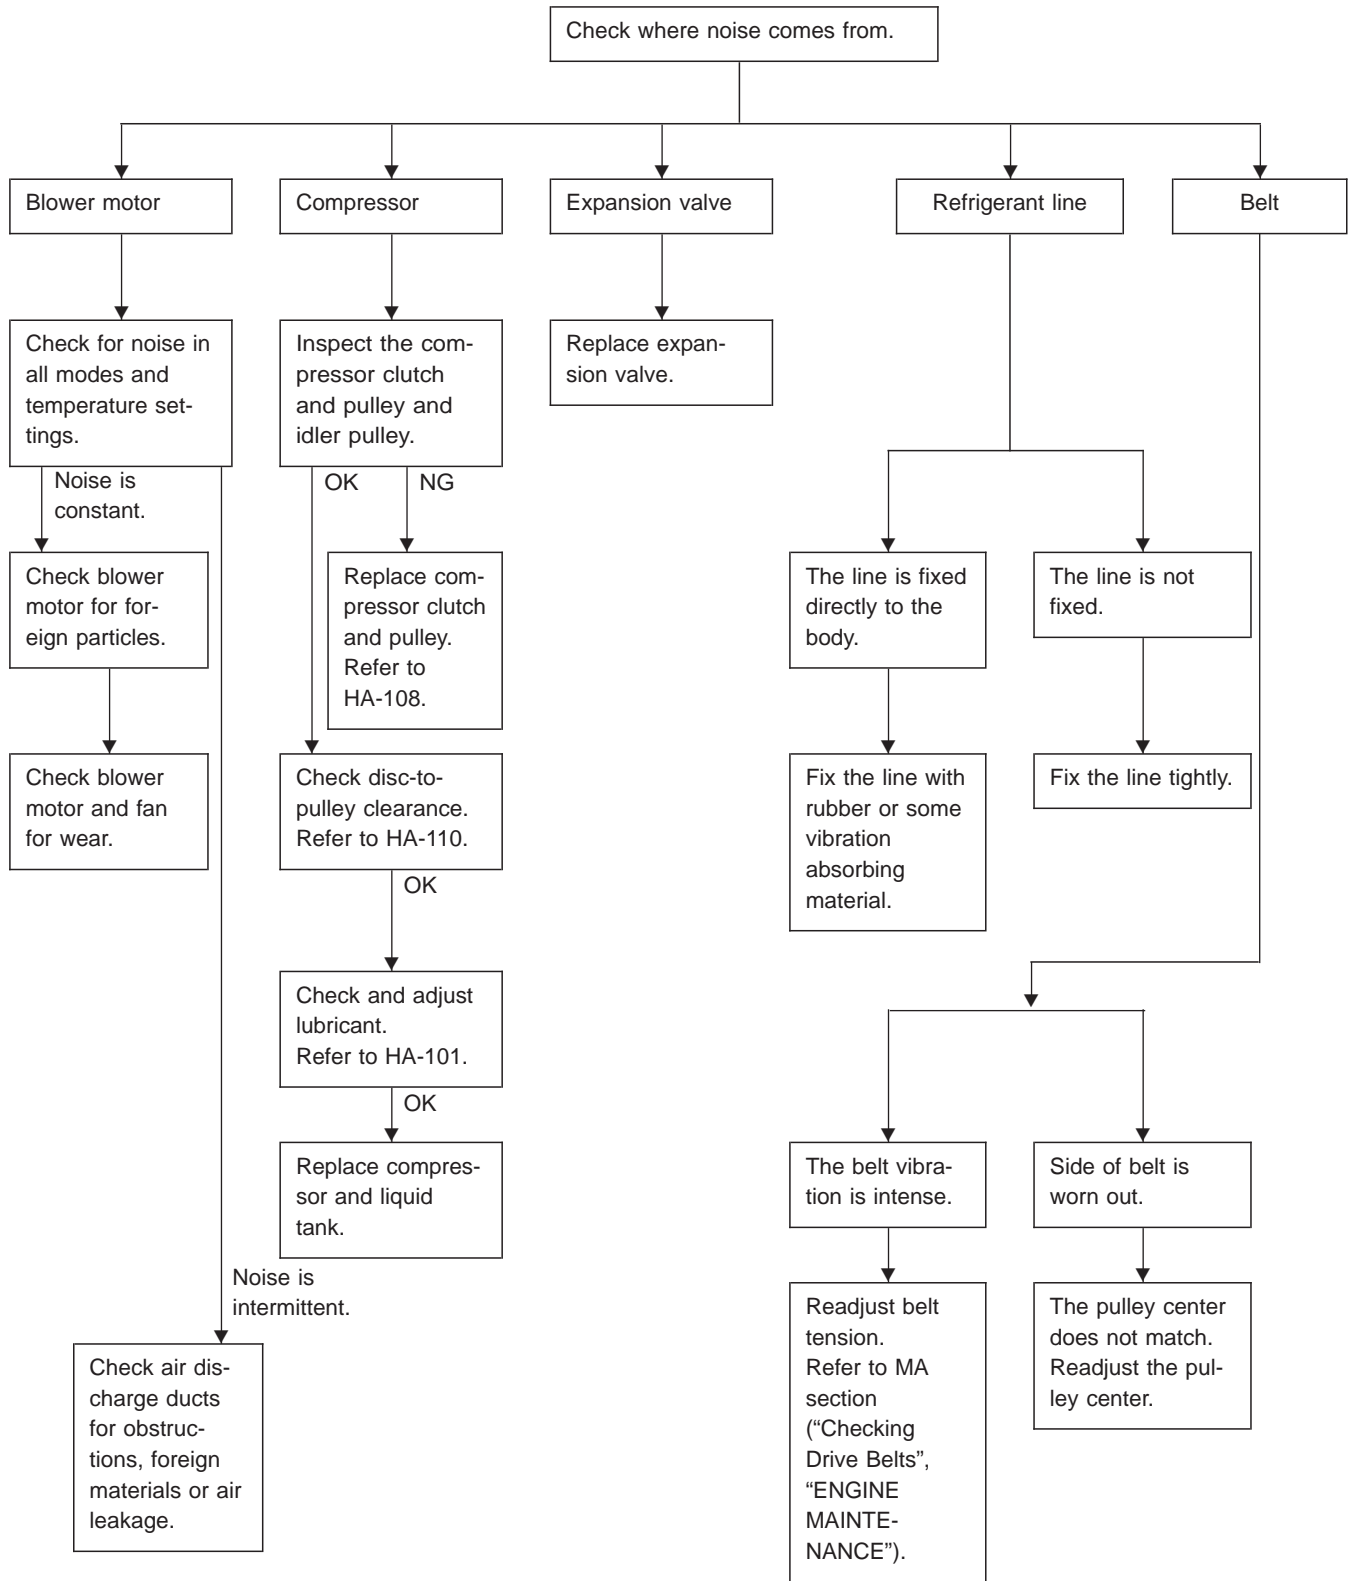 Check where noise comes from.
Blower motor
Compressor
Expansion valve
Refrigerant line
Belt
Check for noise in
all modes and
temperature set-
tings.
Inspect the com-
pressor clutch
and pulley and
idler pulley.
Replace expan-
sion valve.
Noise is
constant.
OK
NG
Check blower
motor for for-
eign particles.
Replace com-
pressor clutch
and pulley.
Refer to
HA-108.
The line is fixed
directly to the
body.
The line is not
fixed.
Check blower
motor and fan
for wear.
Check disc-to-
pulley clearance.
Refer to HA-110.
Fix the line with
rubber or some
vibration
absorbing
material.
Fix the line tightly.
OK
Check and adjust
lubricant.
Refer to HA-101.
OK
Replace compres-
sor and liquid
tank.
The belt vibra-
tion is intense.
Side of belt is
worn out.
Noise is
intermittent.
Check air dis-
charge ducts
for obstruc-
tions, foreign
materials or air
leakage.
Readjust belt
tension.
Refer to MA
section
(“Checking
Drive Belts”,
“ENGINE
MAINTE-
NANCE”).
The pulley center
does not match.
Readjust the pul-
ley center.